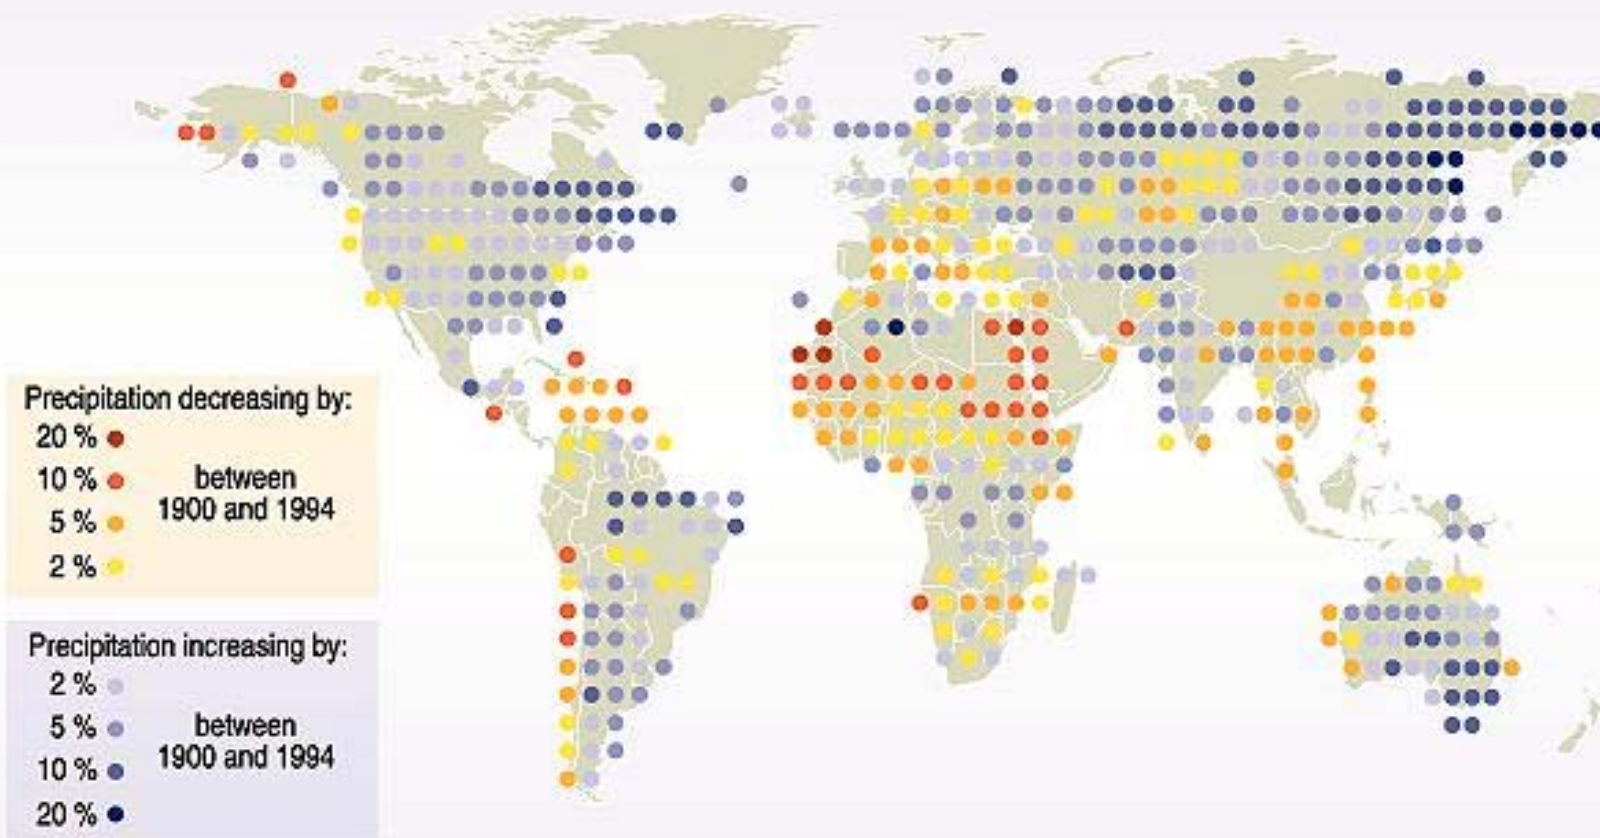 Precipitation decreasing by:
20 %
10 %
5 %
2 %
between
1900 and 1994
Precipitation increasing by:
2 %
5 %
10 %
20 %
between
1900 and 1994